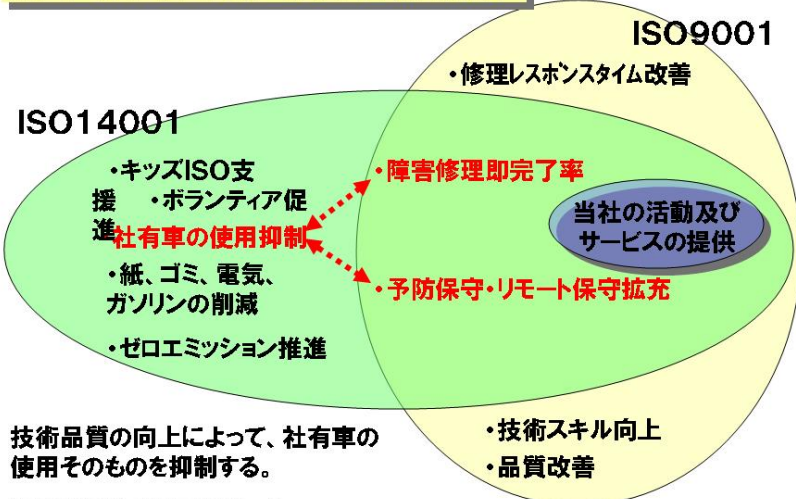 ISO9001
・修理レスポンスタイム改善
ISO14001
・キッズISO支
援　・ボランティア促
進
社有車の使用抑制
・紙、ゴミ、電気、
ガソリンの削減
・ゼロエミッション推進
・障害修理即完了率
・予防保守・リモート保守拡充
当社の活動及び
サービスの提供
・技術スキル向上
・品質改善
技術品質の向上によって、社有車の
使用そのものを抑制する。